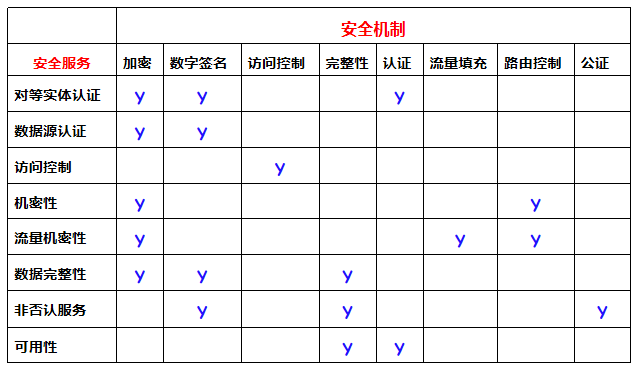 安全机制
安全服务 加密 数字签名 访问控制 完整性 认证 流量填充 路由控制 公证
对等实体认证 y y y
数据源认证 y y
访问控制 y
机密性 y y
流量机密性 y y y
数据完整性 y y y
非否认服务 y y y
可用性 y y